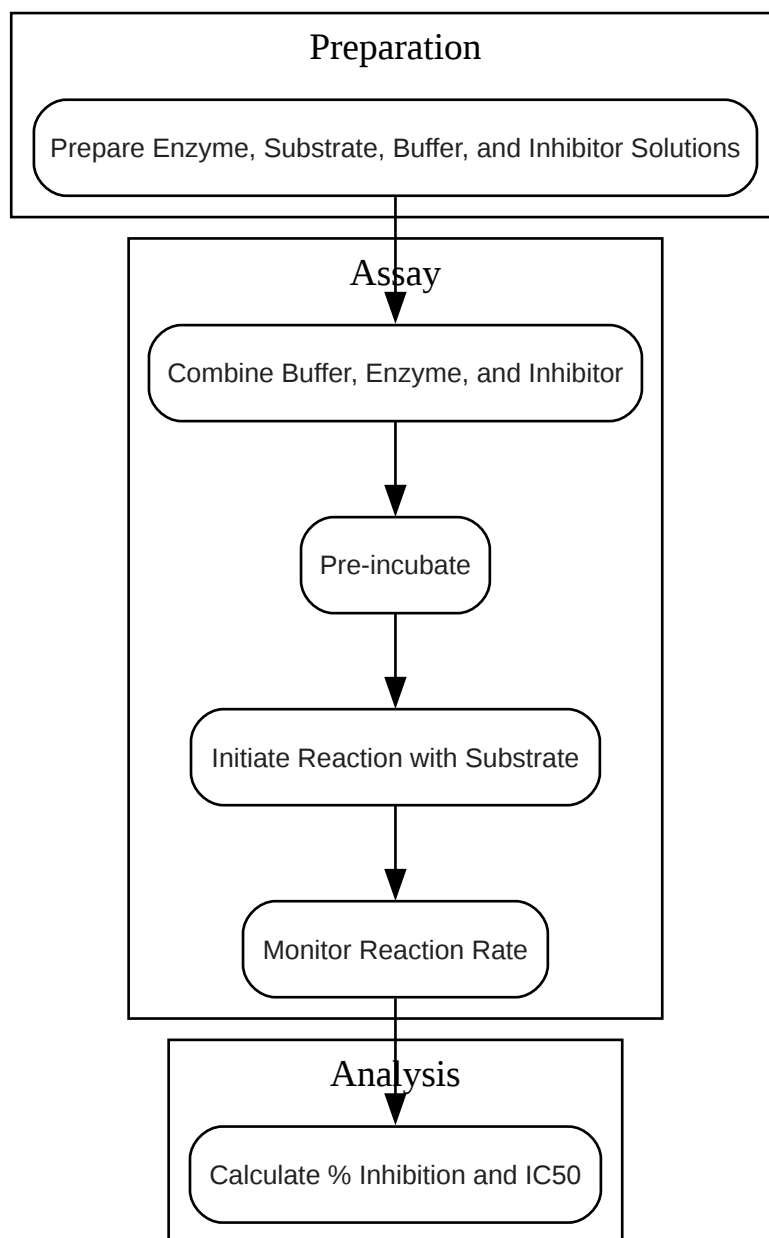 Preparation
Prepare Enzyme, Substrate, Buffer, and Inhibitor Solutions
Assay
Combine Buffer, Enzyme, and Inhibitor
Pre-incubate
Initiate Reaction with Substrate
Monitor Reaction Rate
Analysis
Calculate % Inhibition and IC50